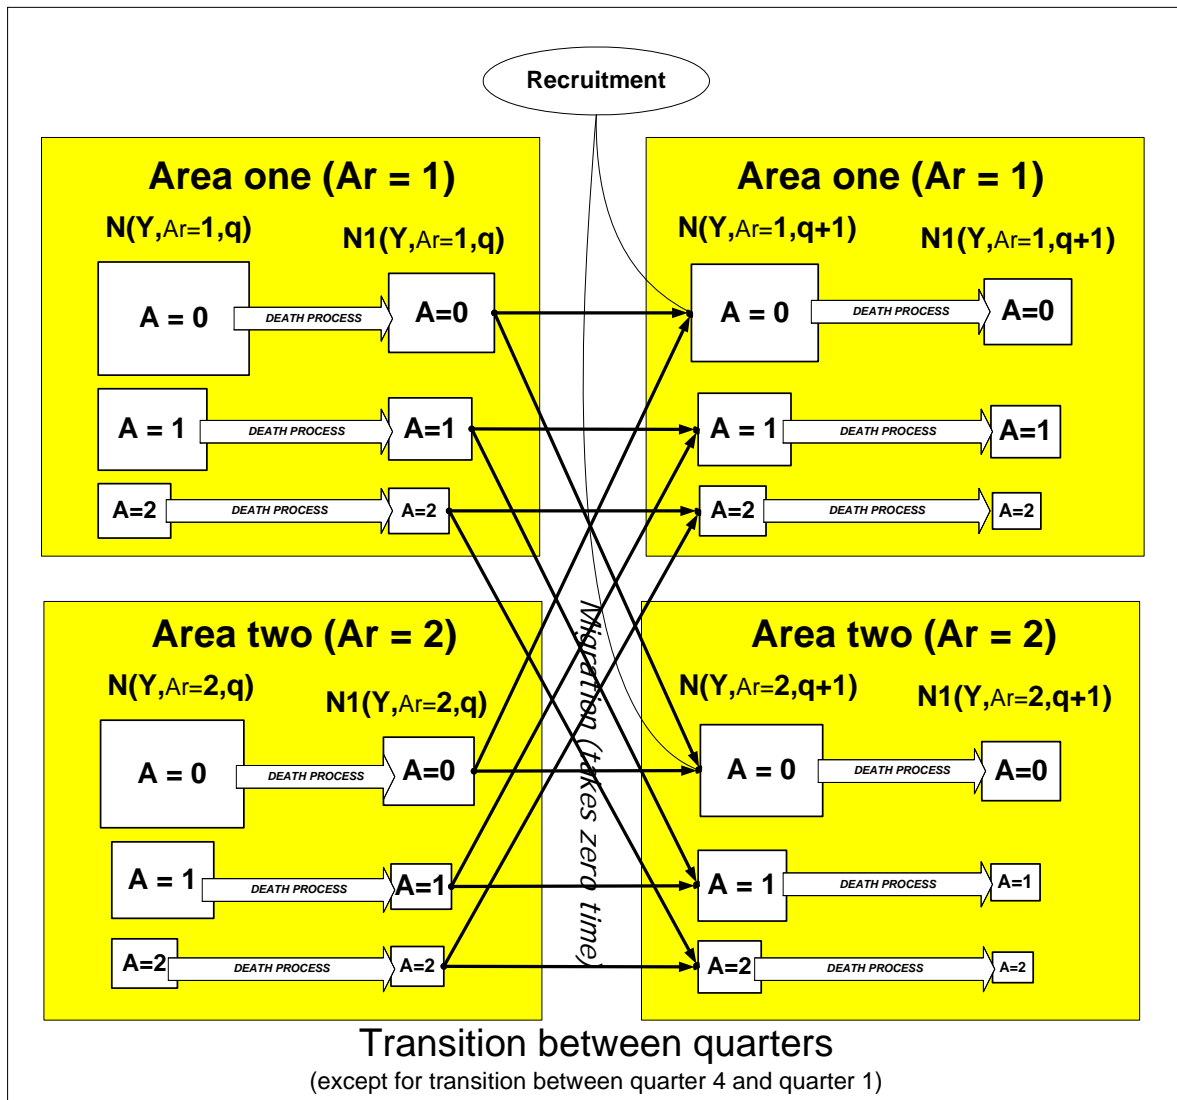 Recruitment
Area one (Ar = 1)
N(Y,Ar=1,q)
N1(Y,Ar=1,q)
A = 0
DEATH PROCESS
A=0
A = 1
DEATH PROCESS
A=1
A=2
DEATH PROCESS
A=2
Area one (Ar = 1)
N(Y,Ar=1,q+1)
N1(Y,Ar=1,q+1)
A = 0
DEATH PROCESS
A=0
A = 1
DEATH PROCESS
A=1
A=2
DEATH PROCESS
A=2
Migration (takes zero time)
Area two (Ar = 2)
N(Y,Ar=2,q)
N1(Y,Ar=2,q)
A = 0
DEATH PROCESS
A=0
A = 1
DEATH PROCESS
A=1
A=2
DEATH PROCESS
A=2
Area two (Ar = 2)
N(Y,Ar=2,q+1)
N1(Y,Ar=2,q+1)
A = 0
DEATH PROCESS
A=0
A = 1
DEATH PROCESS
A=1
A=2
DEATH PROCESS
A=2
Transition between quarters
(except for transition between quarter 4 and quarter 1)